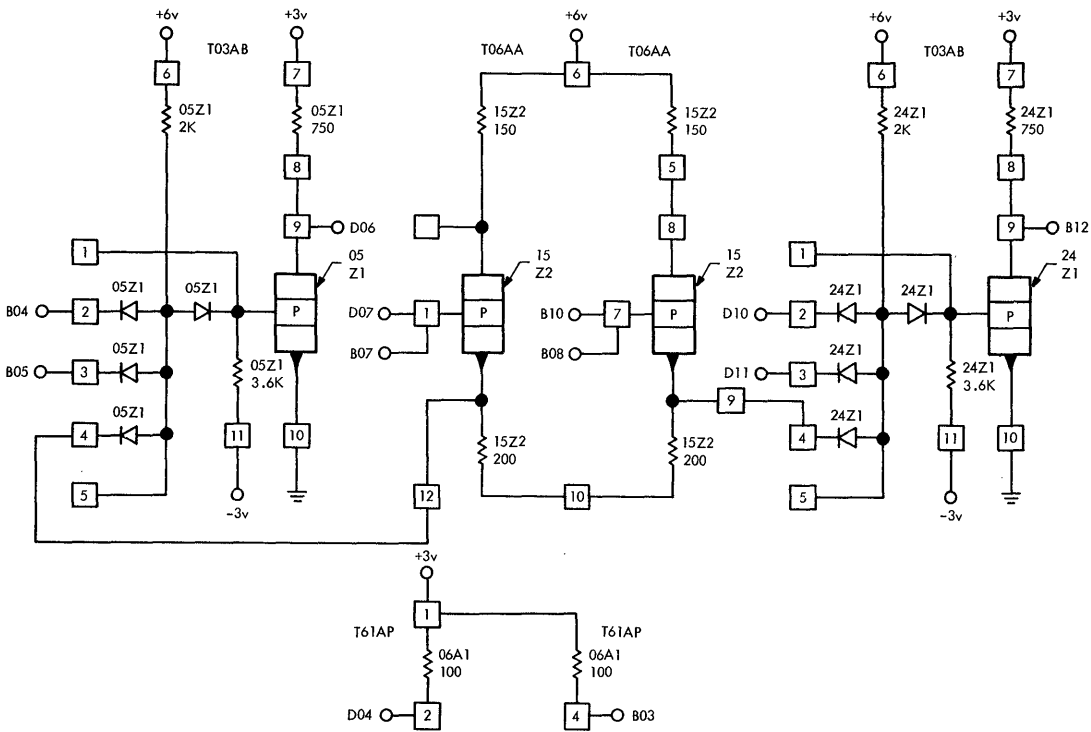 +6v
T03AB
+3v
6
7
05Z1
2K
05Z1
750
8
9
D06
1
05
Z1
B04
2
05Z1
05Z1
P
B05
3
05Z1
05Z1
3.6K
4
05Z1
11
10
5
-3v
+6v
T06AA
T06AA
6
15Z2
150
15Z2
150
5
8
15
Z2
15
Z2
D07
1
P
B10
7
P
B07
B08
9
15Z2
200
15Z2
200
12
10
+6v
T03AB
+3v
6
7
24Z1
2K
24Z1
750
8
9
B12
1
24
Z1
D10
2
24Z1
24Z1
P
D11
3
24Z1
24Z1
3.6K
4
24Z1
11
10
5
-3v
+3v
1
T61AP
T61AP
06A1
100
06A1
100
D04
2
4
B03